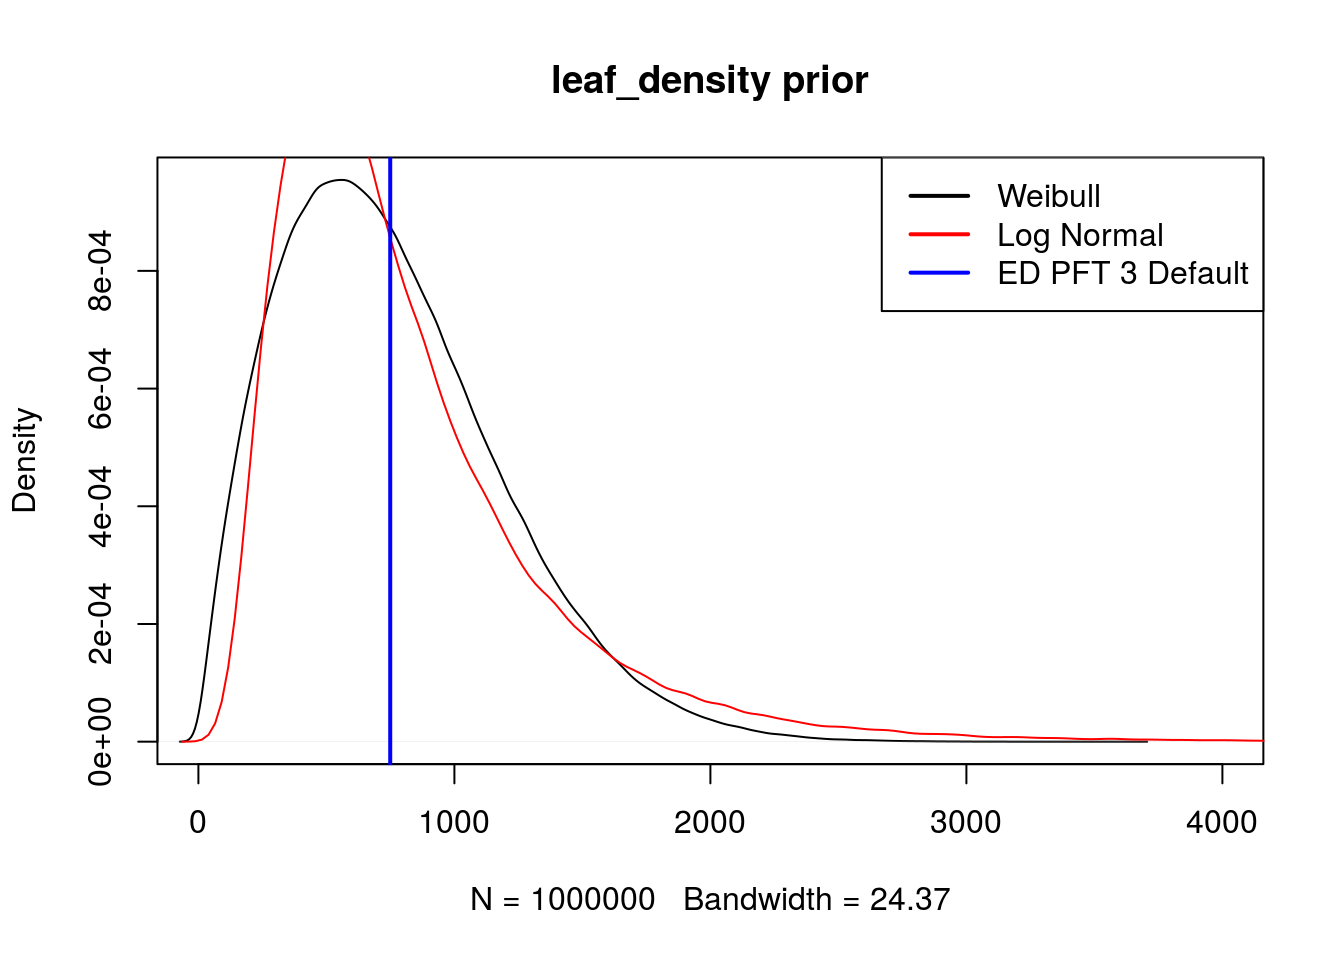 leaf_density prior
Weibull
Log Normal
ED PFT 3 Default
Density
0e+00 2e-04 4e-04 6e-04 8e-04
0 1000 2000 3000 4000
N = 1000000 Bandwidth = 24.37